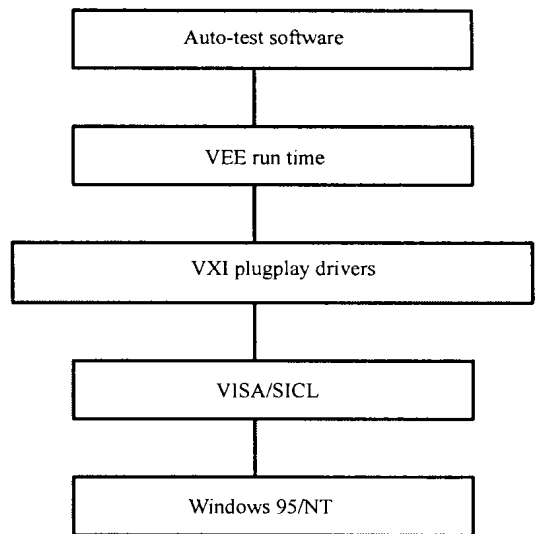 Auto-test software
VEE run time
VXI plugplay drivers
VISA/SICL
Windows 95/NT